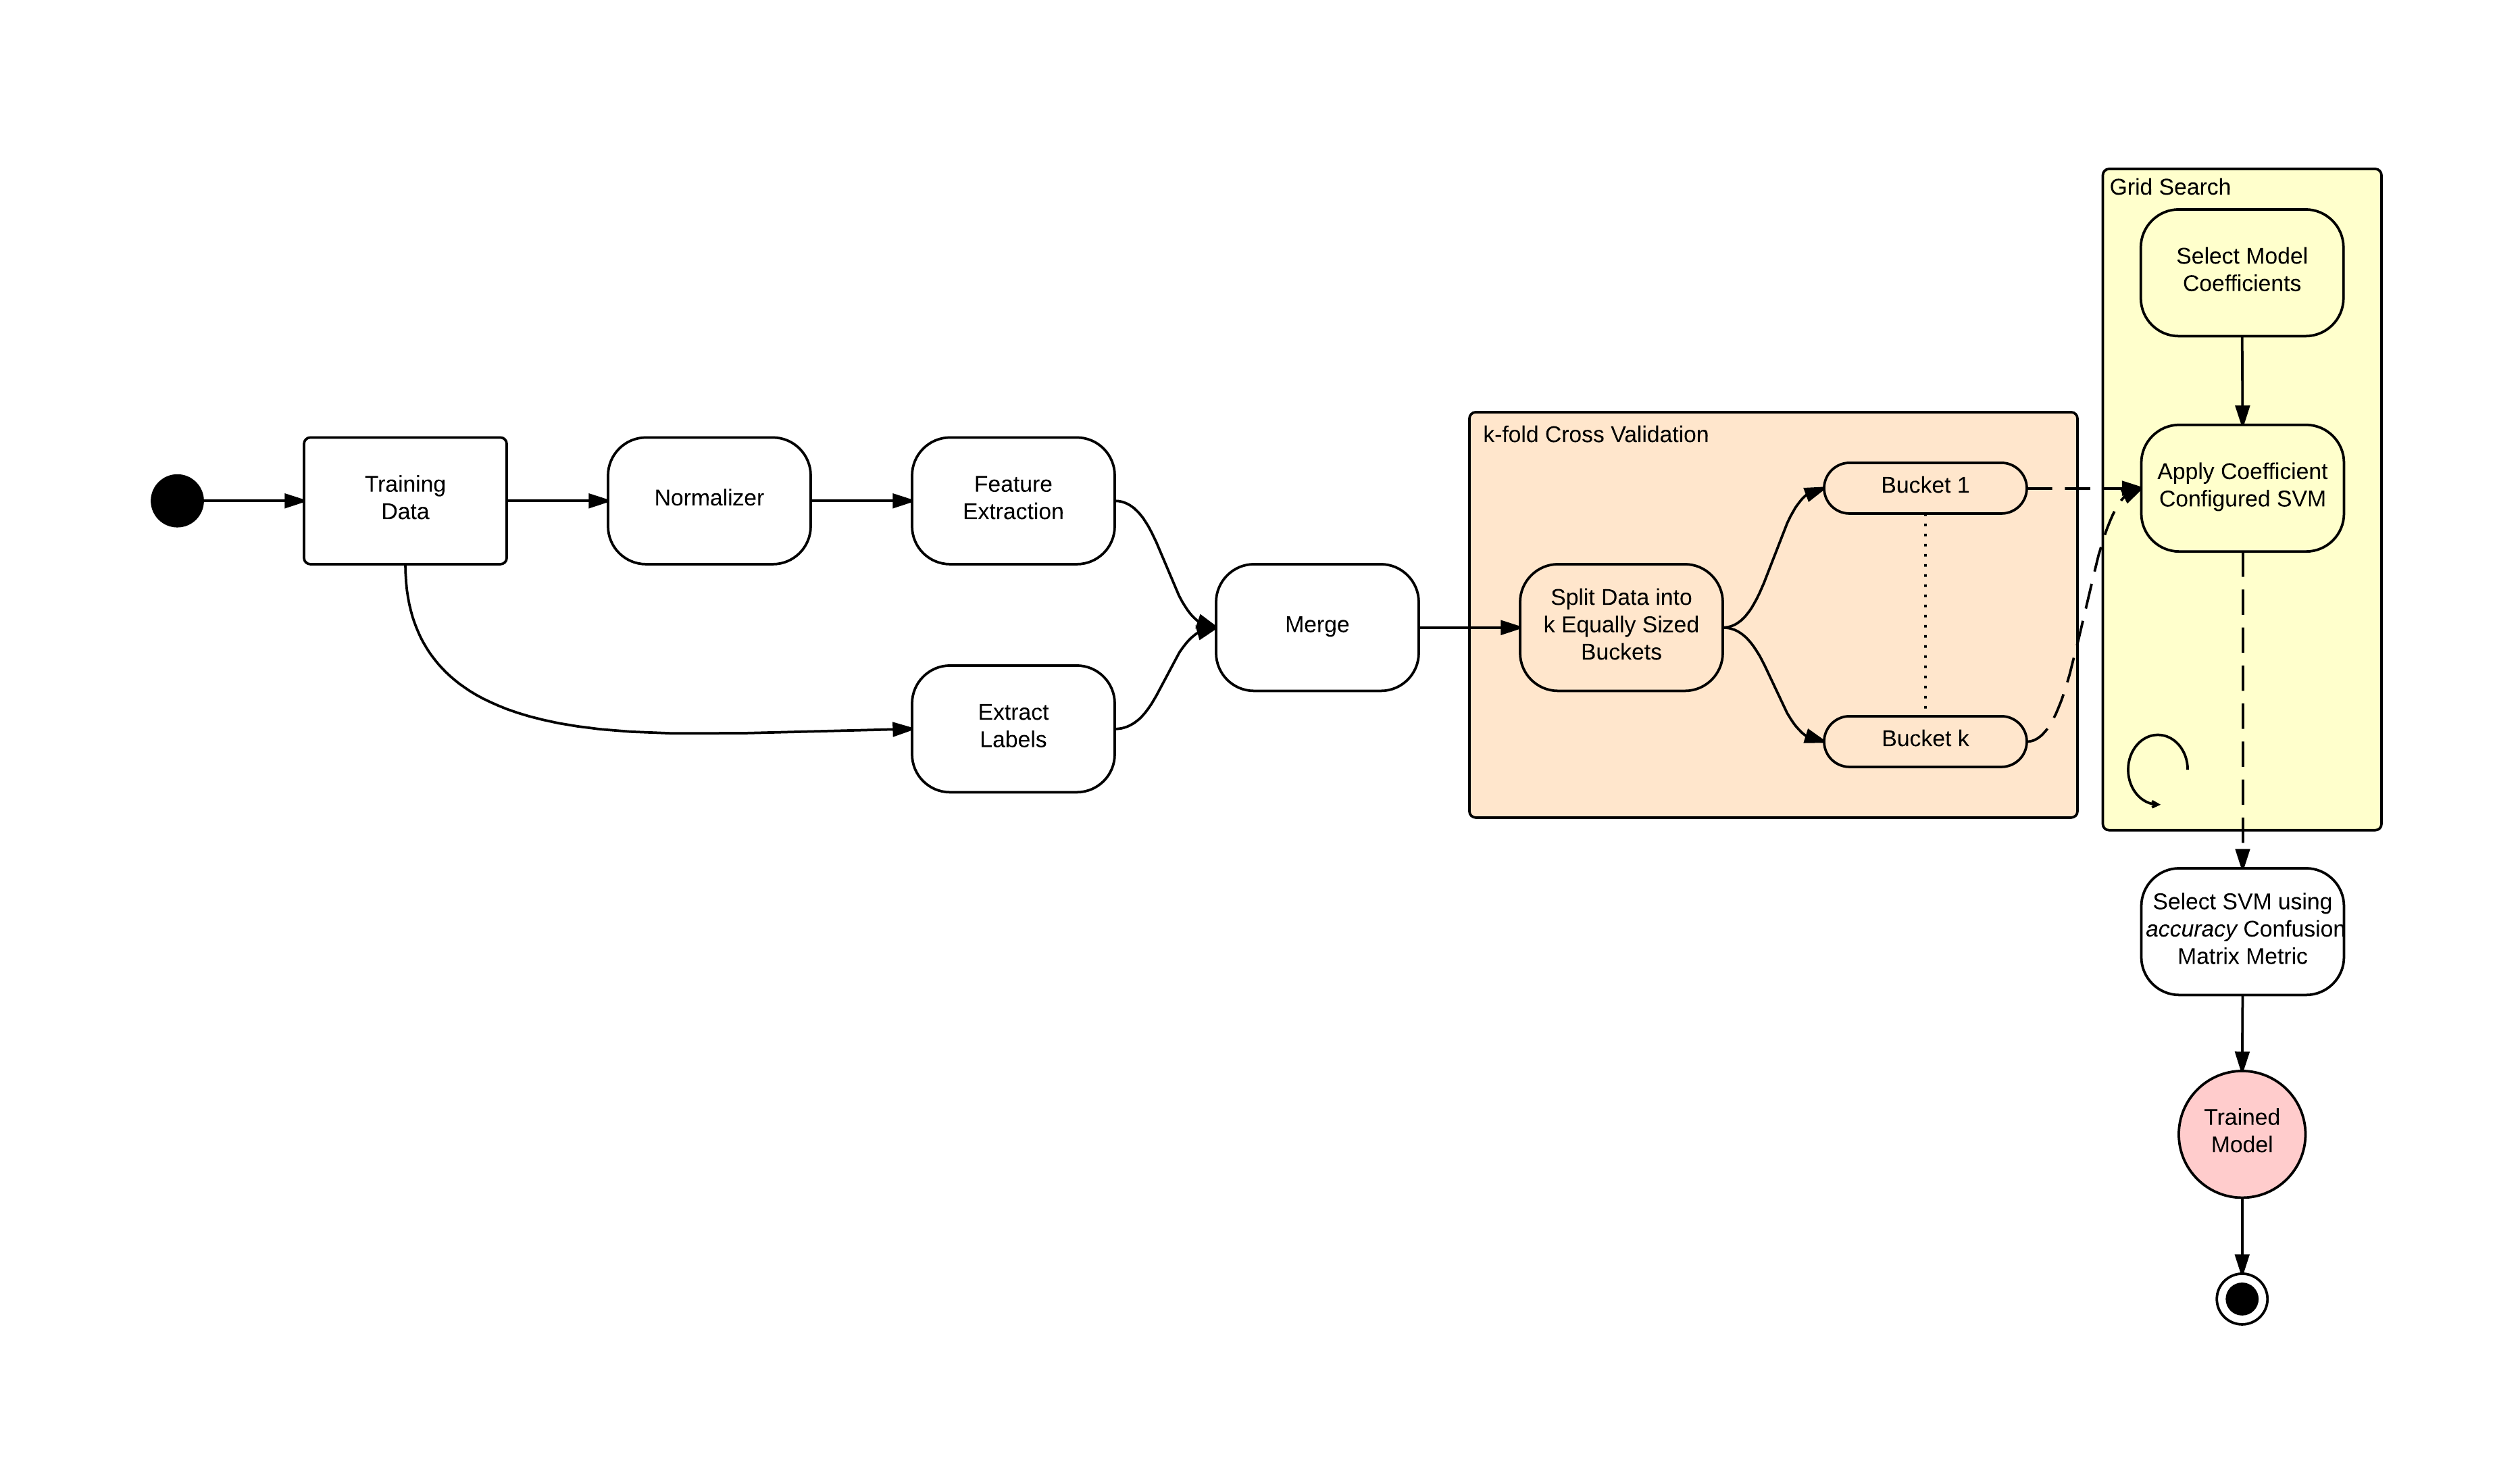 Grid Search
Select Model
Coefficients
k-fold Cross Validation
Training
Data
Normalizer
Feature
Extraction
Bucket 1
Apply Coefficient
Configured SVM
Merge
Split Data into
k Equally Sized
Buckets
Extract
Labels
Bucket k
Select SVM using
accuracy Confusion
Matrix Metric
Trained
Model